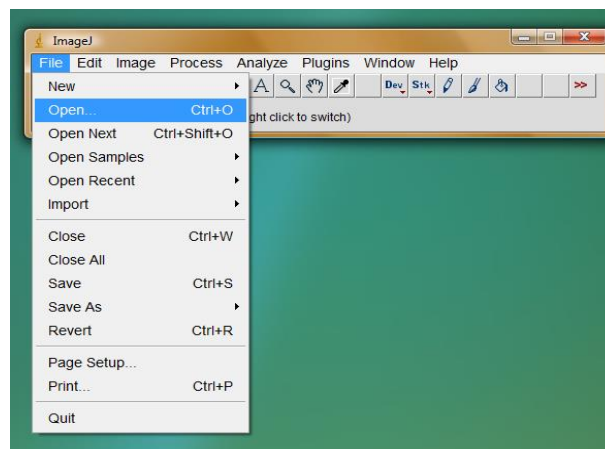 ImageJ
File Edit Image Process Analyze Plugins Window Help
New
A Dev Stk >>
Open... Ctrl+O
ght click to switch)
Open Next Ctrl+Shift+O
Open Samples
Open Recent
Import
Close Ctrl+W
Close All
Save Ctrl+S
Save As
Revert Ctrl+R
Page Setup...
Print... Ctrl+P
Quit